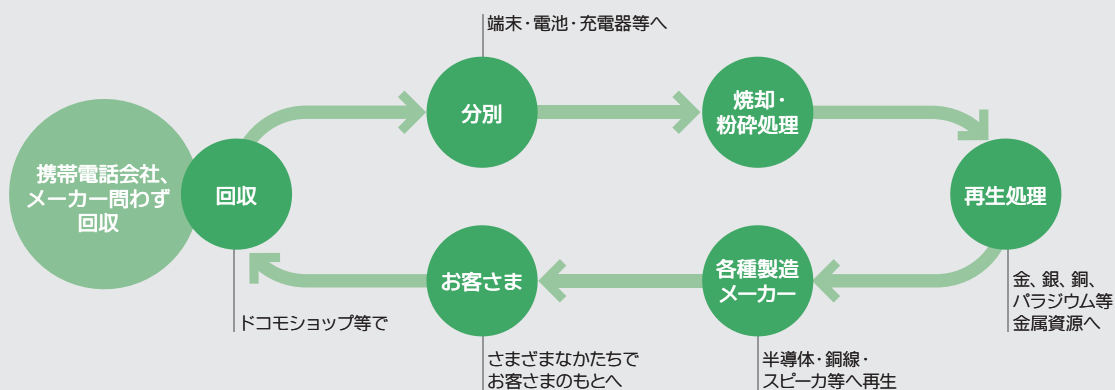 端末・電池・充電器等へ
分別
焼却・
粉砕処理
携帯電話会社、
メーカー問わず
回収
回収
再生処理
お客さま
各種製造
メーカー
金、銀、銅、
パラジウム等
金属資源へ
ドコモショップ等で
さまざまなかたちで
お客さまのもとへ
半導体・銅線・
スピーカ等へ再生